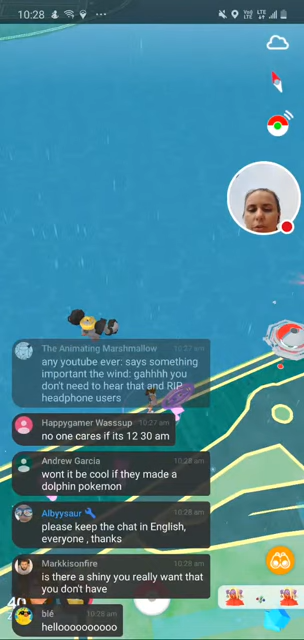 10:28
The Animating Marshmallow 10:27 am
any youtube ever: says something
important the wind: gahhhh you
don't need to hear that and RIP
headphone users
Happygamer Wasssup 10:27 am
no one cares if its 12 30 am
Andrew Garcia 10:28 am
wont it be cool if they made a
dolphin pokemon
Albyysaur 10:28 am
please keep the chat in English,
everyone , thanks
Markkisonfire 10:28 am
is there a shiny you really want that
you don't have
40
blé 10:28 am
hellooooooooooo